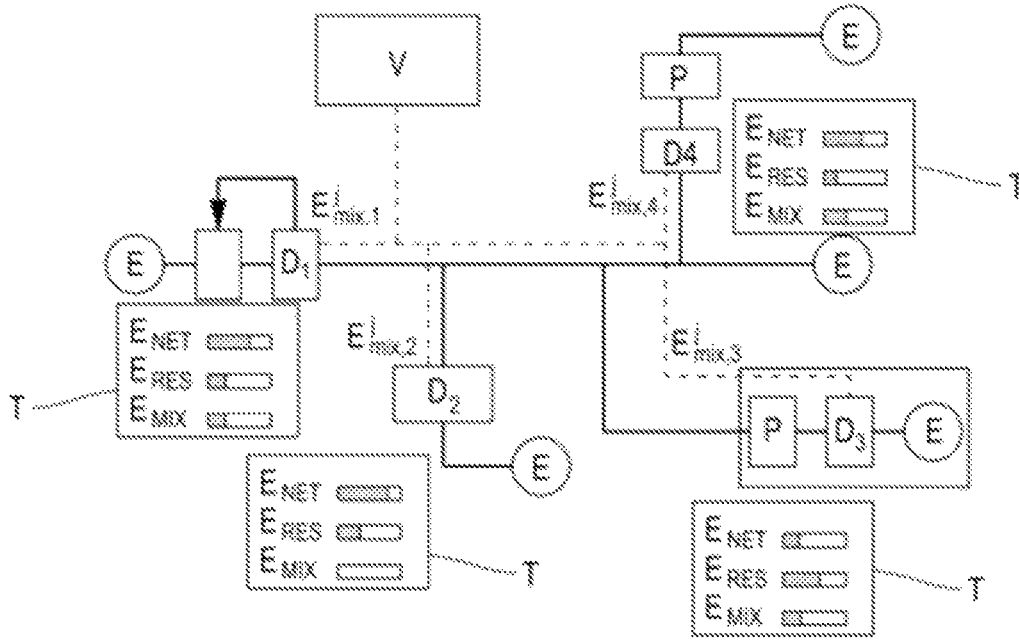 E
V
P
D4
E NET
E RES
E MIX
T
E^i mix,1
E^i mix,4
E
D1
E
E NET
E RES
E MIX
T
E^i mix,2
E^i mix,3
D2
P
D3
E
E
E NET
E RES
E MIX
T
E NET
E RES
E MIX
T